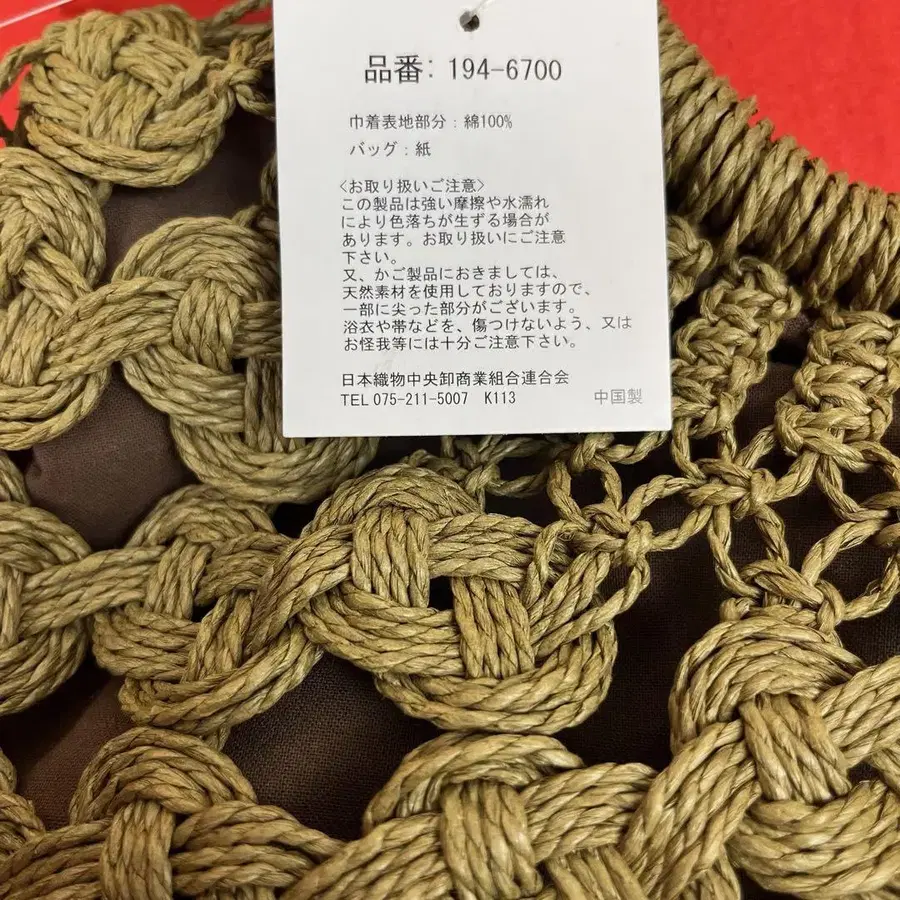 品番: 194-6700
巾着表地部分：綿100%
バッグ：紙
<お取り扱いご注意>
この製品は強い摩擦や水濡れ
により色落ちが生ずる場合が
あります。お取り扱いにご注意
下さい。
又、かご製品におきましては、
天然素材を使用しておりますので、
一部に尖った部分がございます。
浴衣や帯などを、傷つけないよう、又は
お怪我等には十分ご注意下さい。
日本織物中央卸商業組合連合会
TEL 075-211-5007 K113 中国製